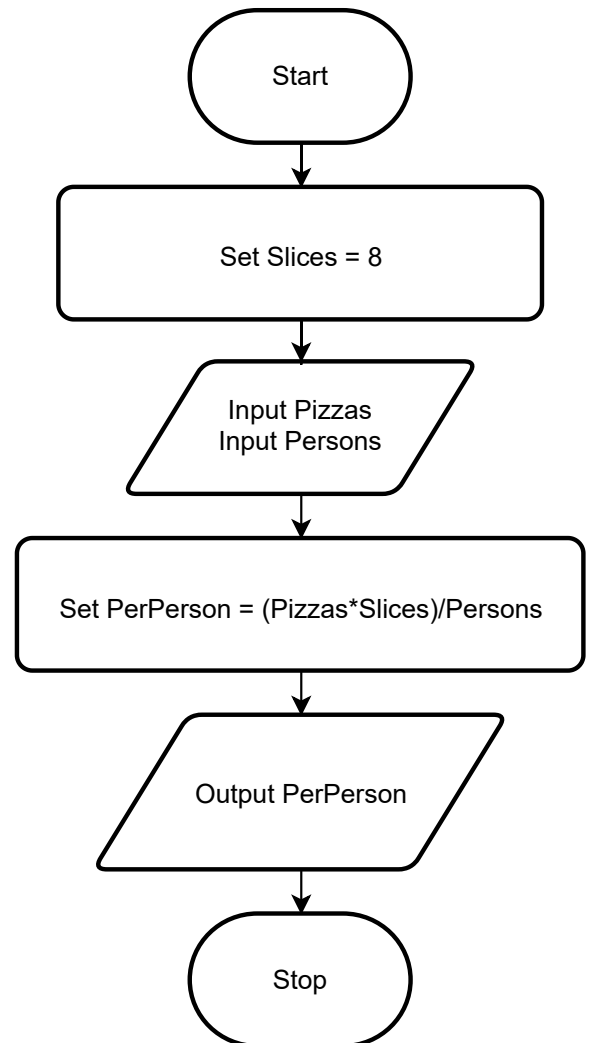 Start
Set Slices = 8
Input Pizzas
Input Persons
Set PerPerson = (Pizzas*Slices)/Persons
Output PerPerson
Stop